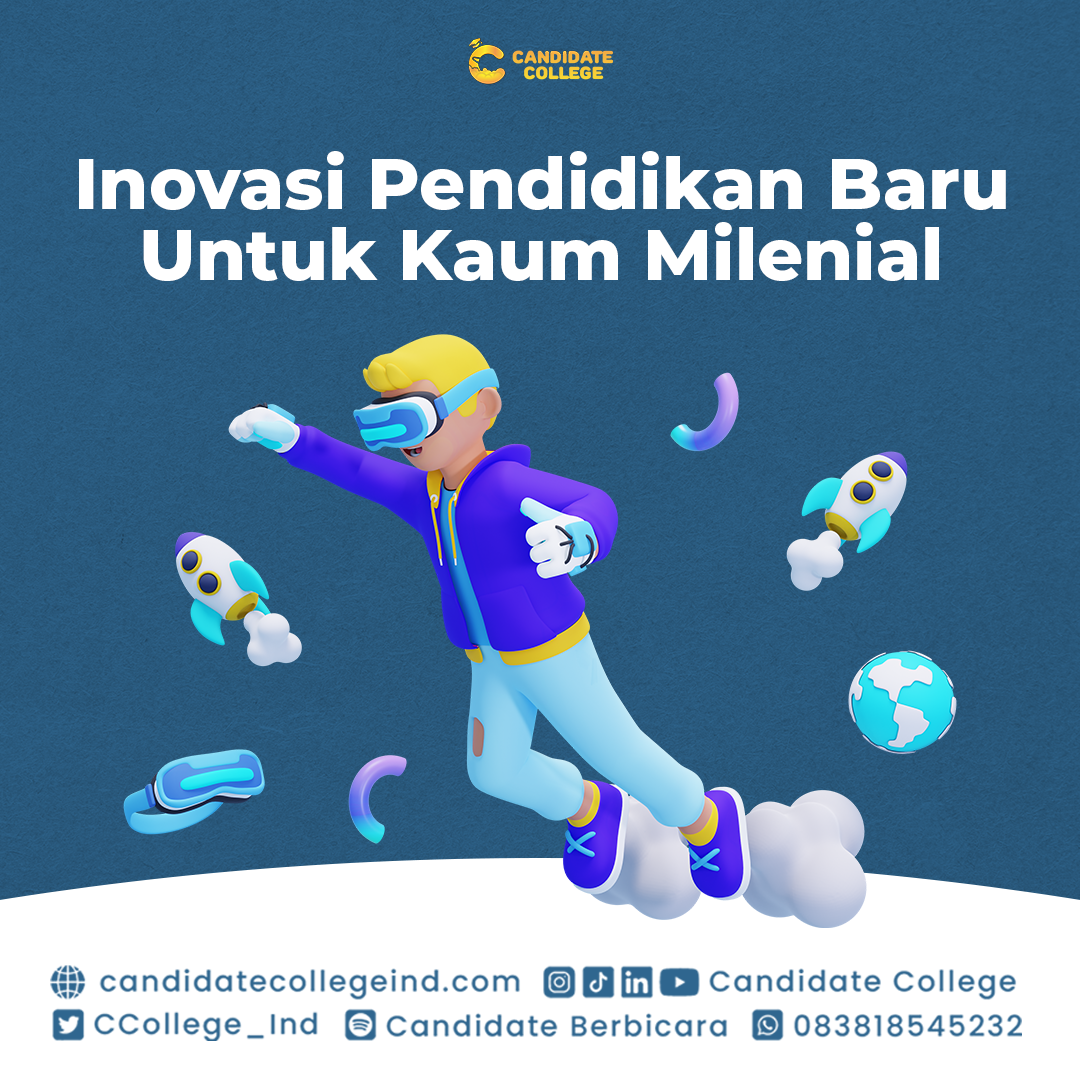 CANDIDATE
COLLEGE
Inovasi Pendidikan Baru
Untuk Kaum Milenial
candidatecollegeind.com Candidate College
CCollege_Ind Candidate Berbicara 083818545232